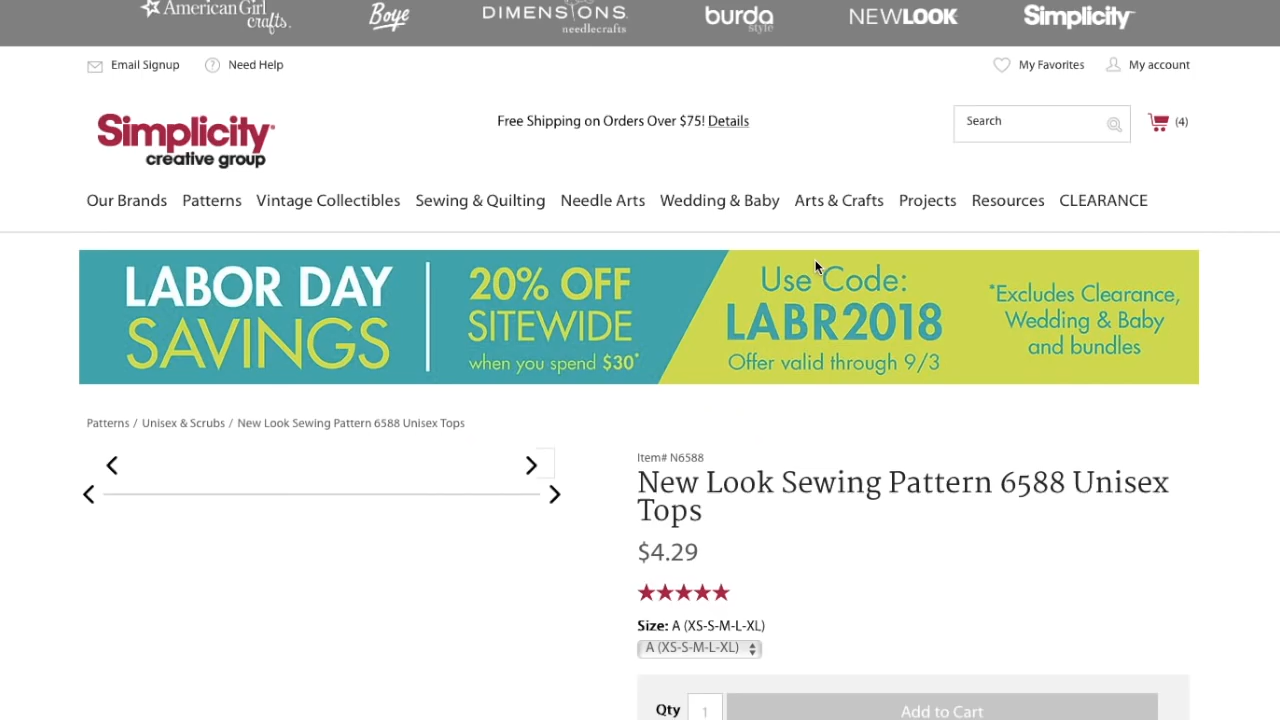 AmericanGirl crafts.
Boye
DIMENSIONS needlecrafts
burda style
NEWLOOK
Simplicity
Email Signup
Need Help
My Favorites
My account
Simplicity creative group
Free Shipping on Orders Over $75! Details
Search
(4)
Our Brands Patterns Vintage Collectibles Sewing & Quilting Needle Arts Wedding & Baby Arts & Crafts Projects Resources CLEARANCE
LABOR DAY
SAVINGS
20% OFF
SITEWIDE
when you spend $30*
Use Code:
LABR2018
Offer valid through 9/3
*Excludes Clearance,
Wedding & Baby
and bundles
Patterns / Unisex & Scrubs / New Look Sewing Pattern 6588 Unisex Tops
Item# N6588
New Look Sewing Pattern 6588 Unisex
Tops
$4.29
Size: A (XS-S-M-L-XL)
A (XS-S-M-L-XL)
Qty 1 Add to Cart